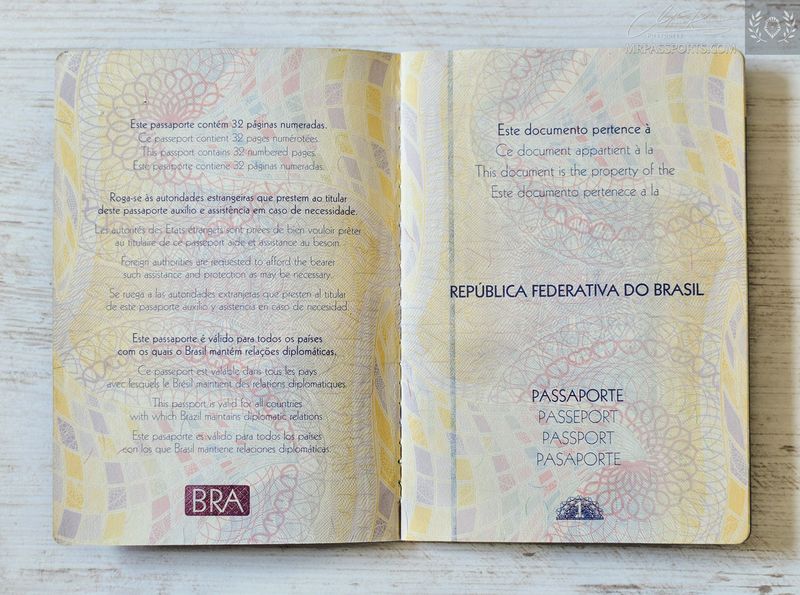 MRPASSPORTS.COM
Este passaporte contém 32 páginas numeradas.
Ce passeport contient 32 pages numérotées.
This passport contains 32 numbered pages.
Este pasaporte contiene 32 páginas numeradas.
Roga-se às autoridades estrangeiras que prestem ao titular
deste passaporte auxílio e assistência em caso de necessidade.
Les autorités des Etats étrangers sont priées de bien vouloir prêter
au titulaire de ce passeport aide et assistance au besoin.
Foreign authorities are requested to afford the bearer
such assistance and protection as may be necessary.
Se ruega a las autoridades extranjeras que presten al titular
de este pasaporte auxilio y asistencia en caso de necesidad.
Este passaporte é válido para todos os países
com os quais o Brasil mantém relações diplomáticas.
Ce passeport est valable dans tous les pays
avec lesquels le Brésil maintient des relations diplomatiques.
This passport is valid for all countries
with which Brazil maintains diplomatic relations
Este pasaporte es válido para todos los países
con los que Brasil mantiene relaciones diplomáticas.
BRA
Este documento pertence à
Ce document appartient à la
This document is the property of the
Este documento pertenece a la
REPÚBLICA FEDERATIVA DO BRASIL
PASSAPORTE
PASSEPORT
PASSPORT
PASAPORTE
1